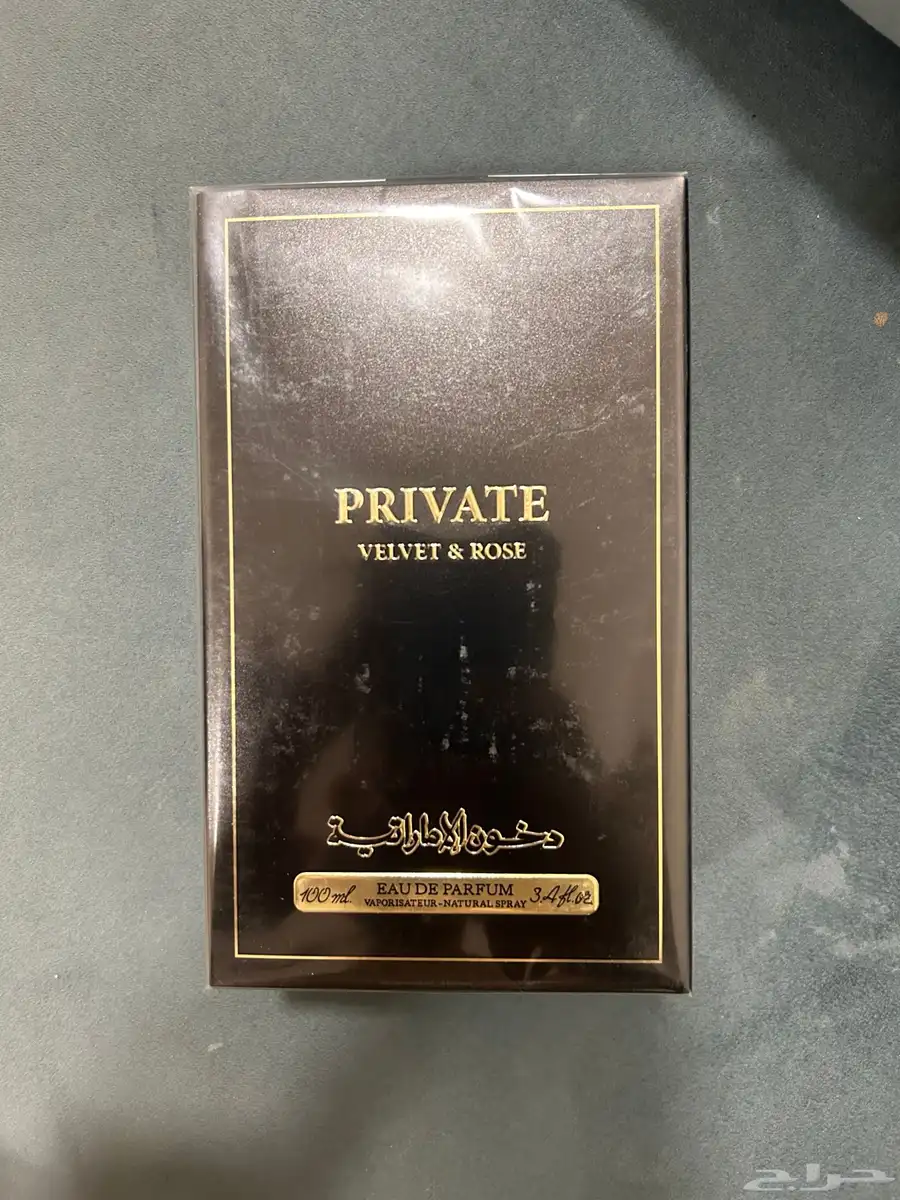 PRIVATE
VELVET & ROSE
دخون الإماراتية
100 ml. EAU DE PARFUM 3.4 fl.oz
VAPORISATEUR-NATURAL SPRAY
حراج